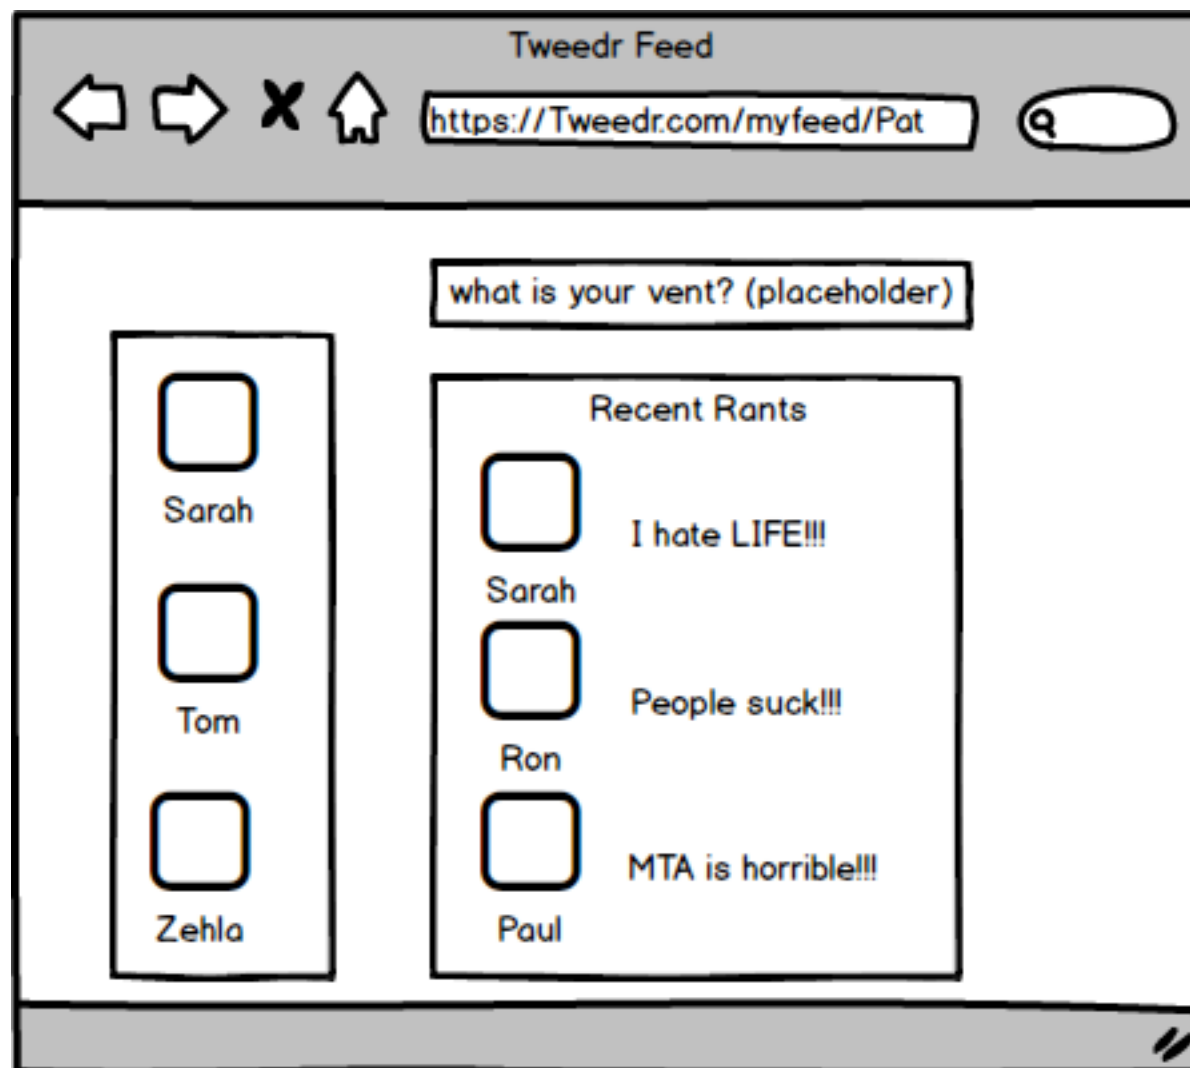 Tweedr Feed
https://Tweedr.com/myfeed/Pat
what is your vent? (placeholder)
Sarah
Tom
Zehla
Recent Rants
I hate LIFE!!!
Sarah
People suck!!!
Ron
MTA is horrible!!!
Paul